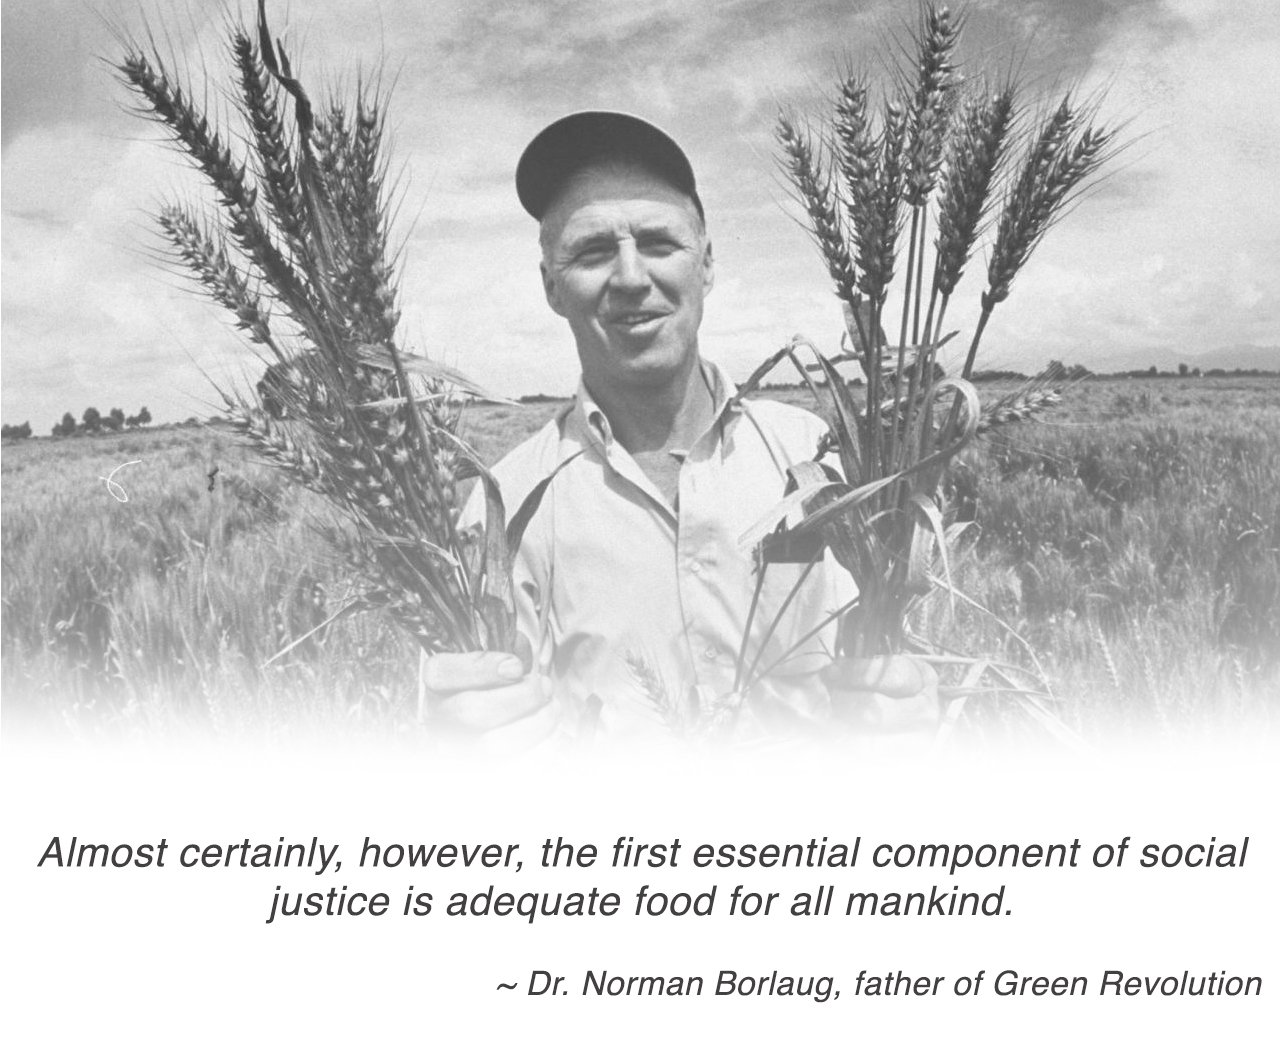 Almost certainly, however, the first essential component of social
justice is adequate food for all mankind.
~ Dr. Norman Borlaug, father of Green Revolution